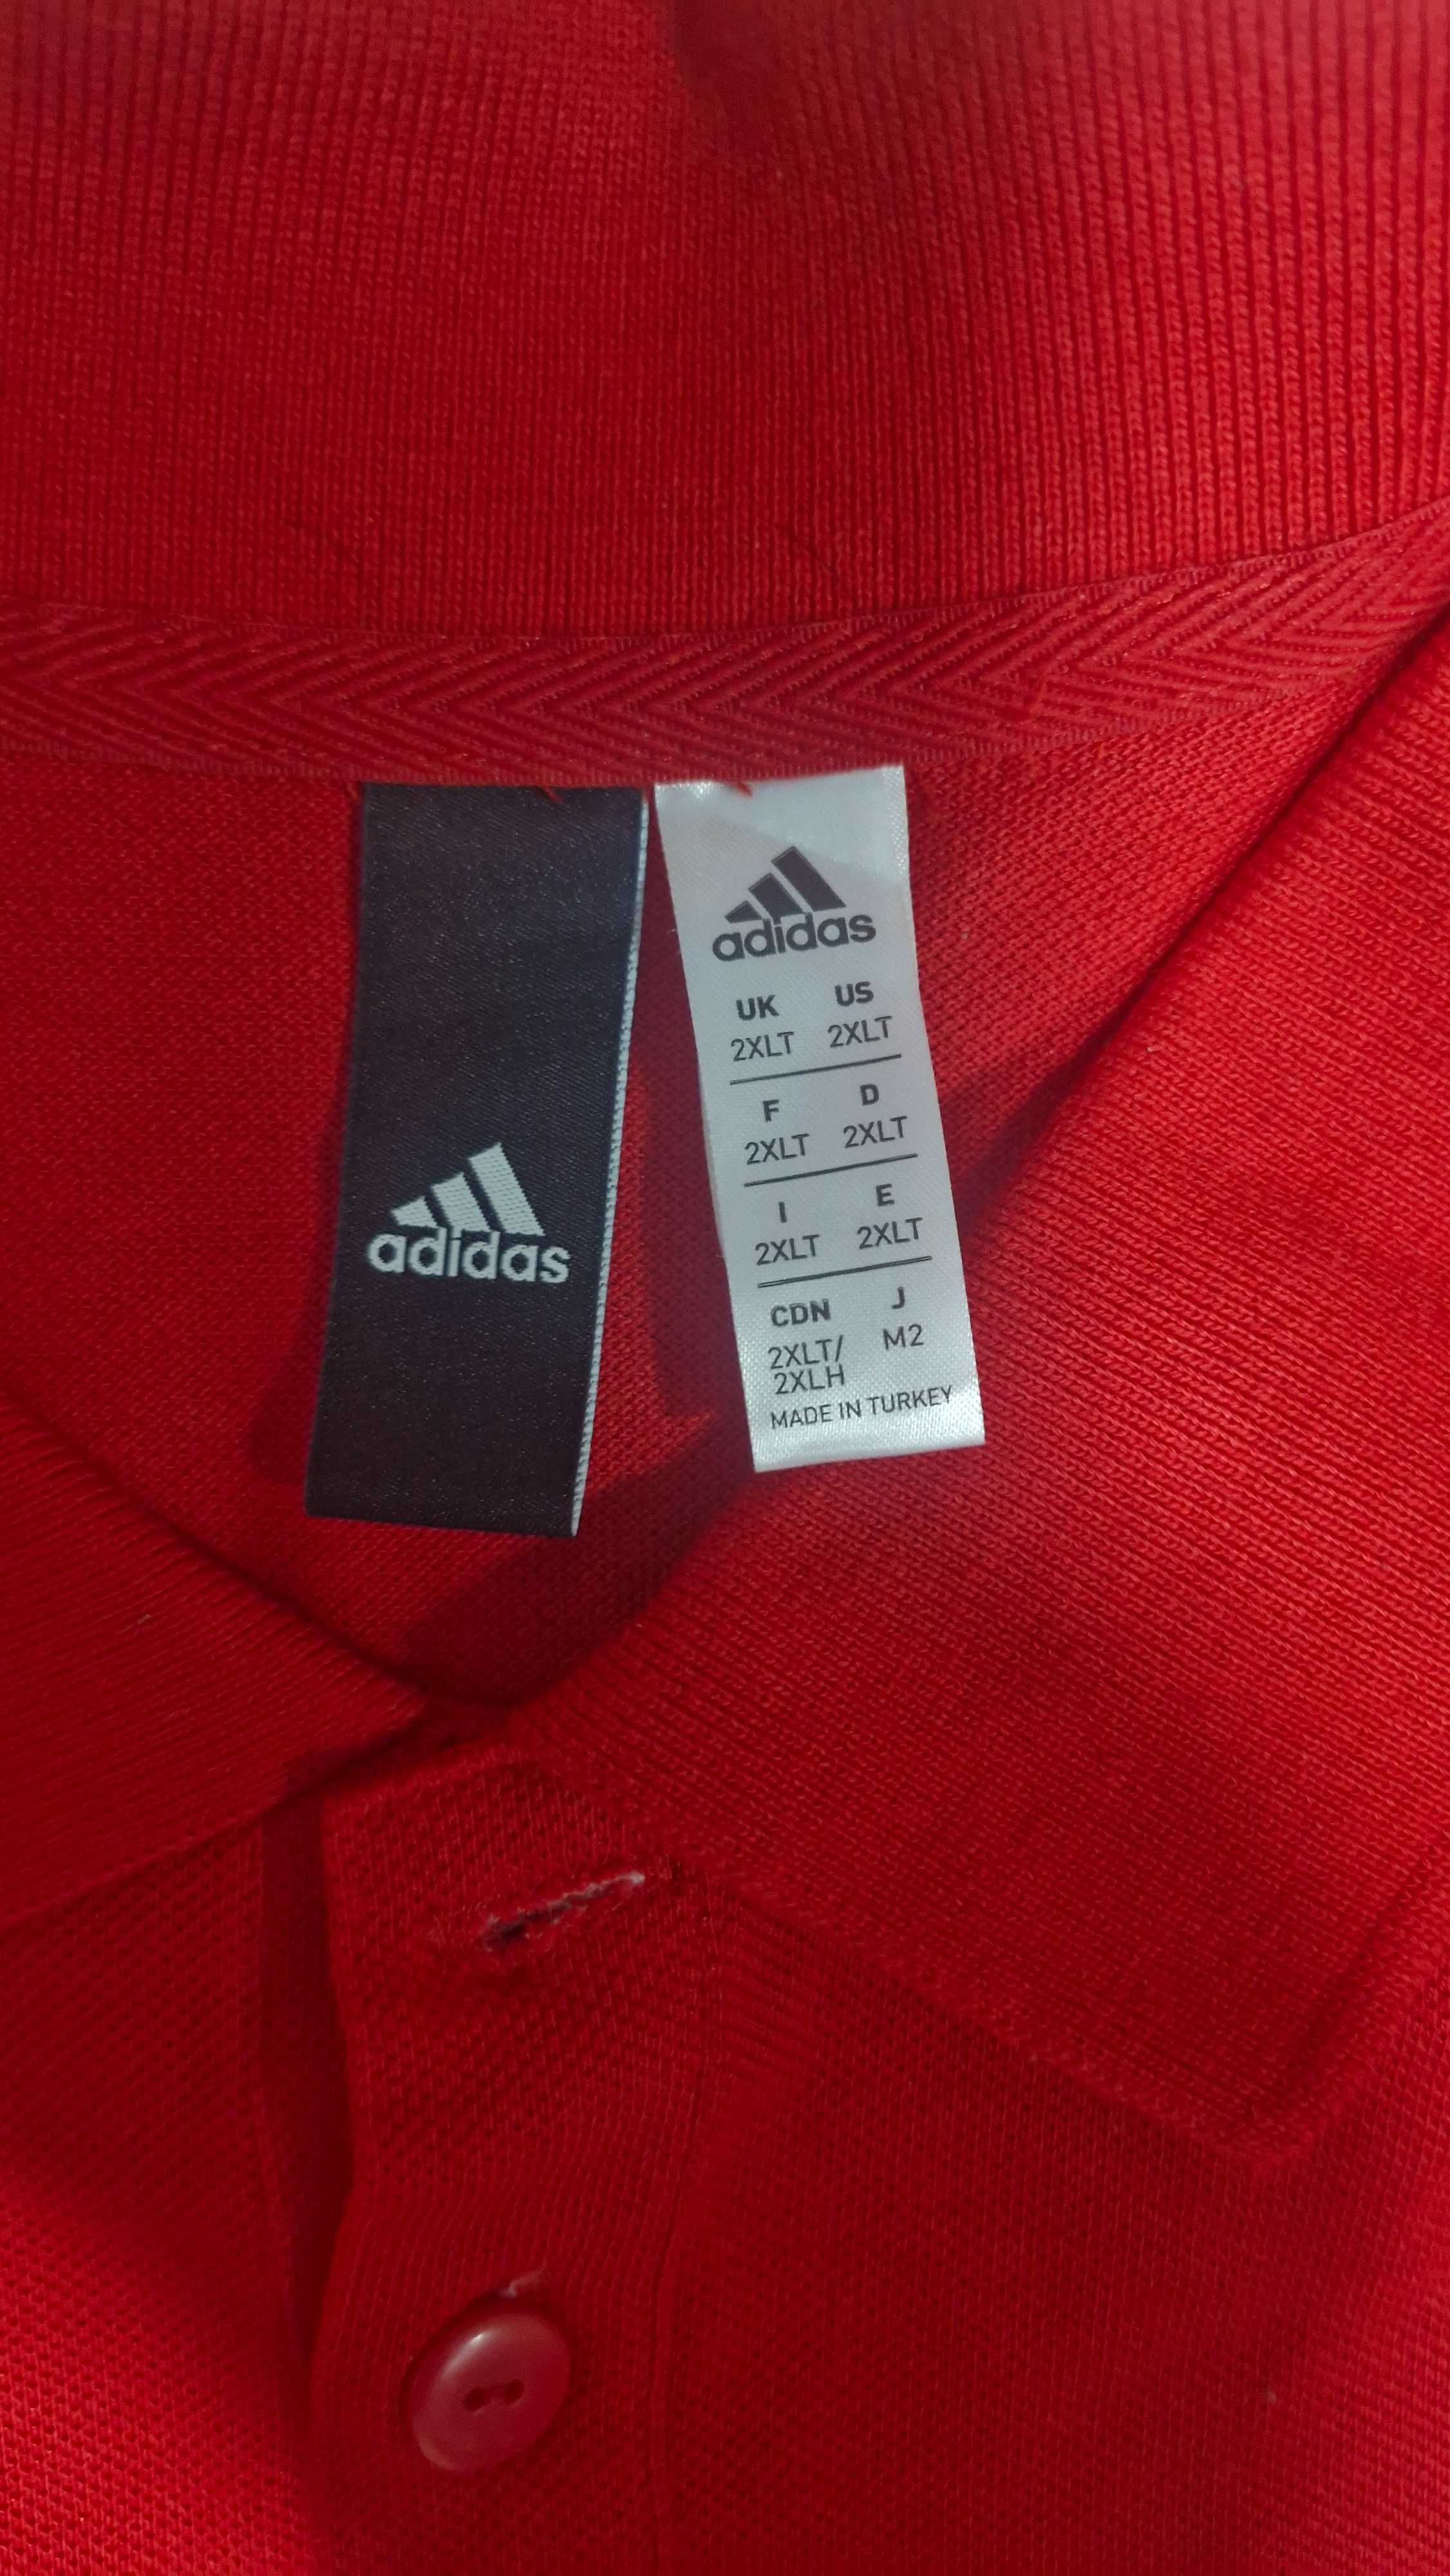 adidas
adidas
UK US
2XLT 2XLT
F D
2XLT 2XLT
I E
2XLT 2XLT
CDN J
2XLT/ M2
2XLH
MADE IN TURKEY